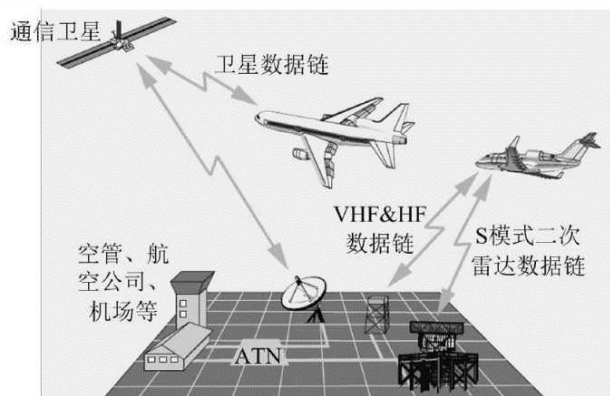 通信卫星
卫星数据链
VHF&HF
数据链
S模式二次
雷达数据链
空管、航
空公司、
机场等
ATN